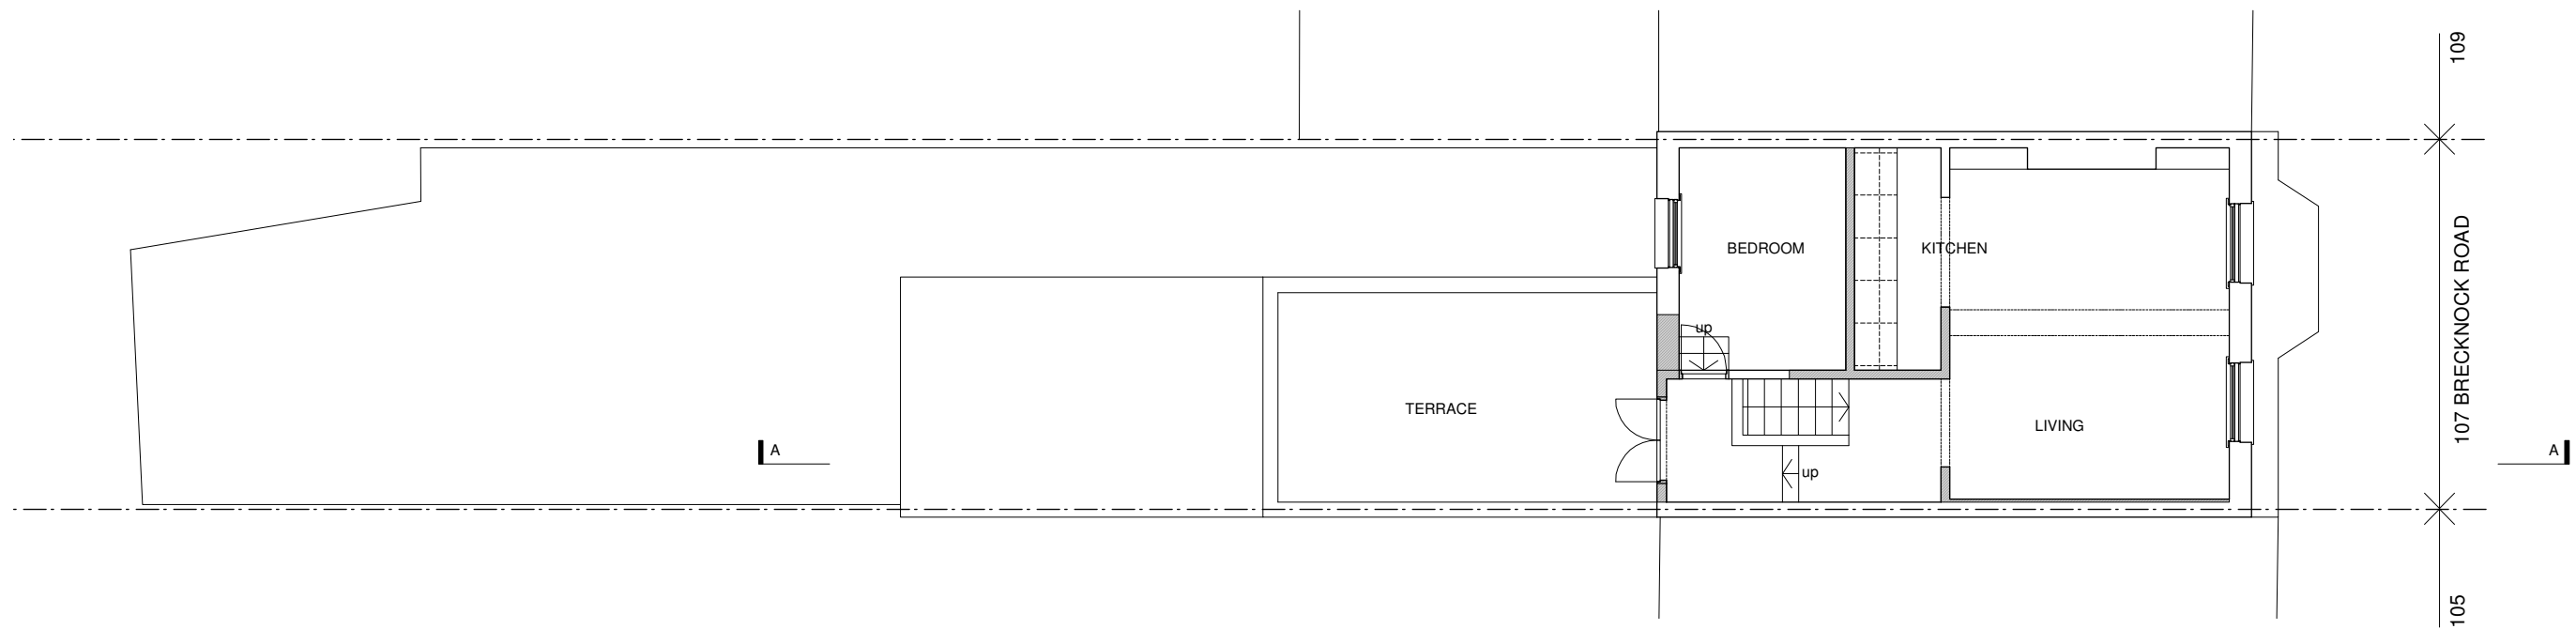 109
BEDROOM
KITCHEN
107 BRECKNOCK ROAD
up
TERRACE
LIVING
A
A
up
105